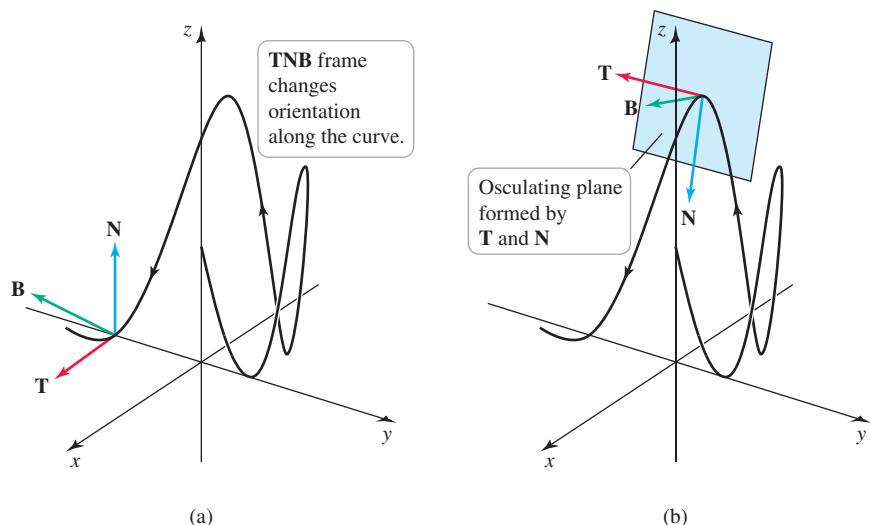 z
TNB frame
changes
orientation
along the curve.
N
B
T
x
y
(a)
z
T
B
N
Osculating plane
formed by
T and N
x
y
(b)